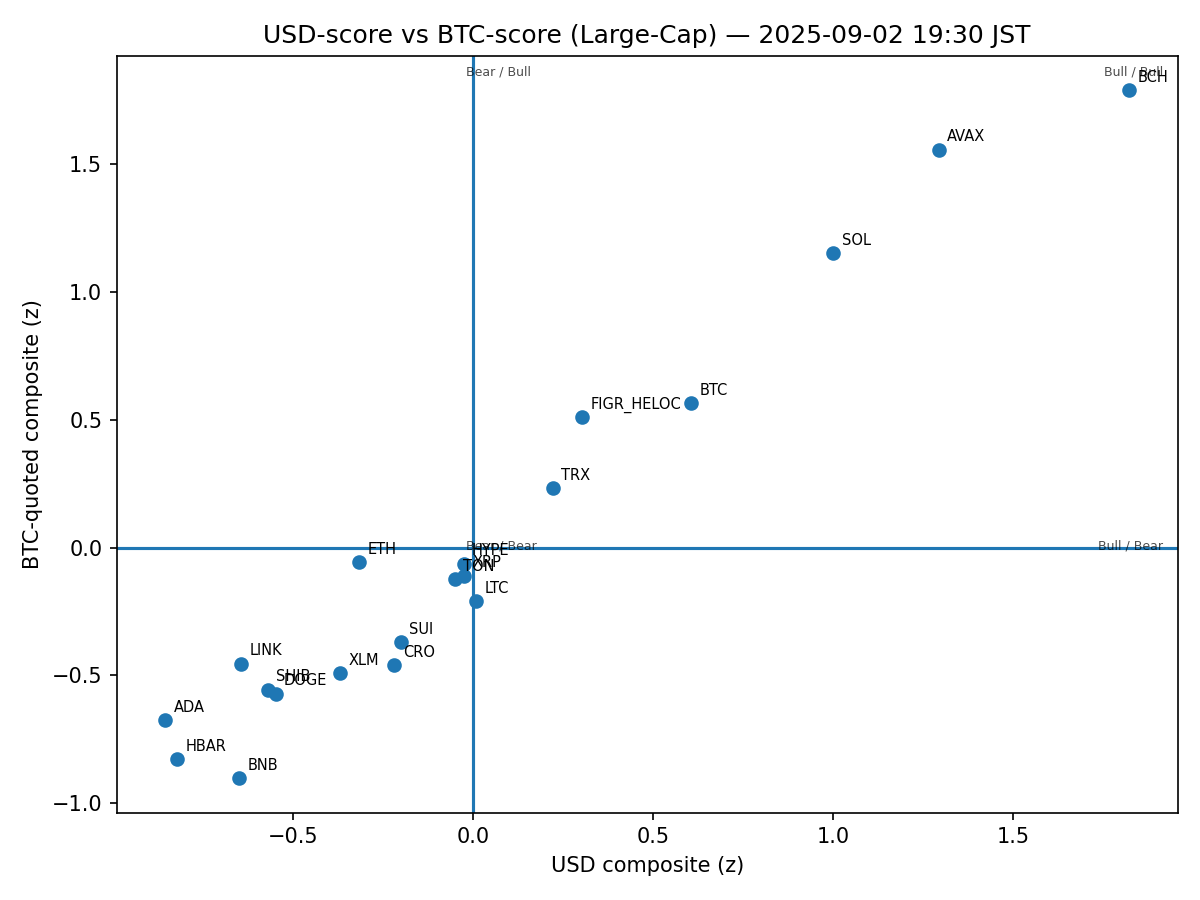 USD-score vs BTC-score (Large-Cap) — 2025-09-02 19:30 JST
Bear / Bull
Bull / Bull
BCH
AVAX
1.5
SOL
1.0
BTC
FIGR_HELOC
0.5
TRX
ETH
HYPE
Bear / Bear
Bull / Bear
0.0
XRP
TON
LTC
SUI
CRO
LINK
XLM
−0.5
SHIB
DOGE
ADA
HBAR
BNB
−1.0
−0.5
0.0
0.5
1.0
1.5
USD composite (z)
BTC-quoted composite (z)